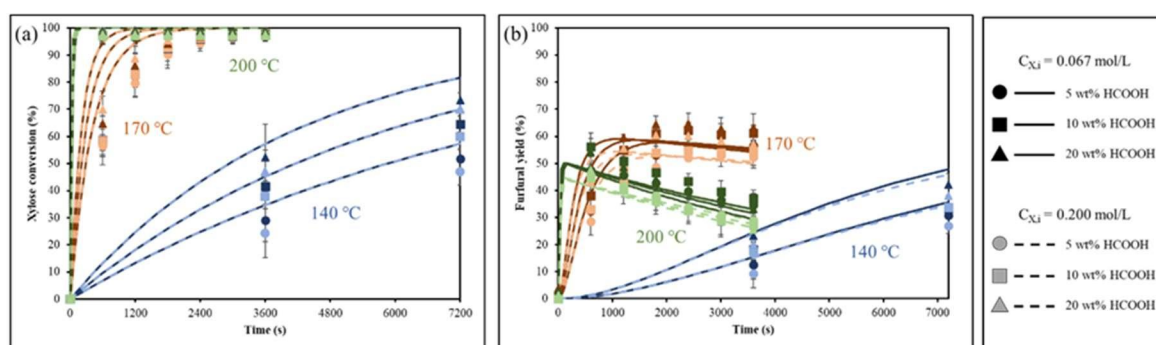 (a)
Xylose conversion (%)
100
90
80
70
60
50
40
30
20
10
0
200 °C
170 °C
140 °C
0 1200 2400 3600 4800 6000 7200
Time (s)
(b)
Furfural yield (%)
100
90
80
70
60
50
40
30
20
10
0
170 °C
200 °C
140 °C
0 1000 2000 3000 4000 5000 6000 7000
Time (s)
C_X,i = 0.067 mol/L
5 wt% HCOOH
10 wt% HCOOH
20 wt% HCOOH
C_X,i = 0.200 mol/L
5 wt% HCOOH
10 wt% HCOOH
20 wt% HCOOH